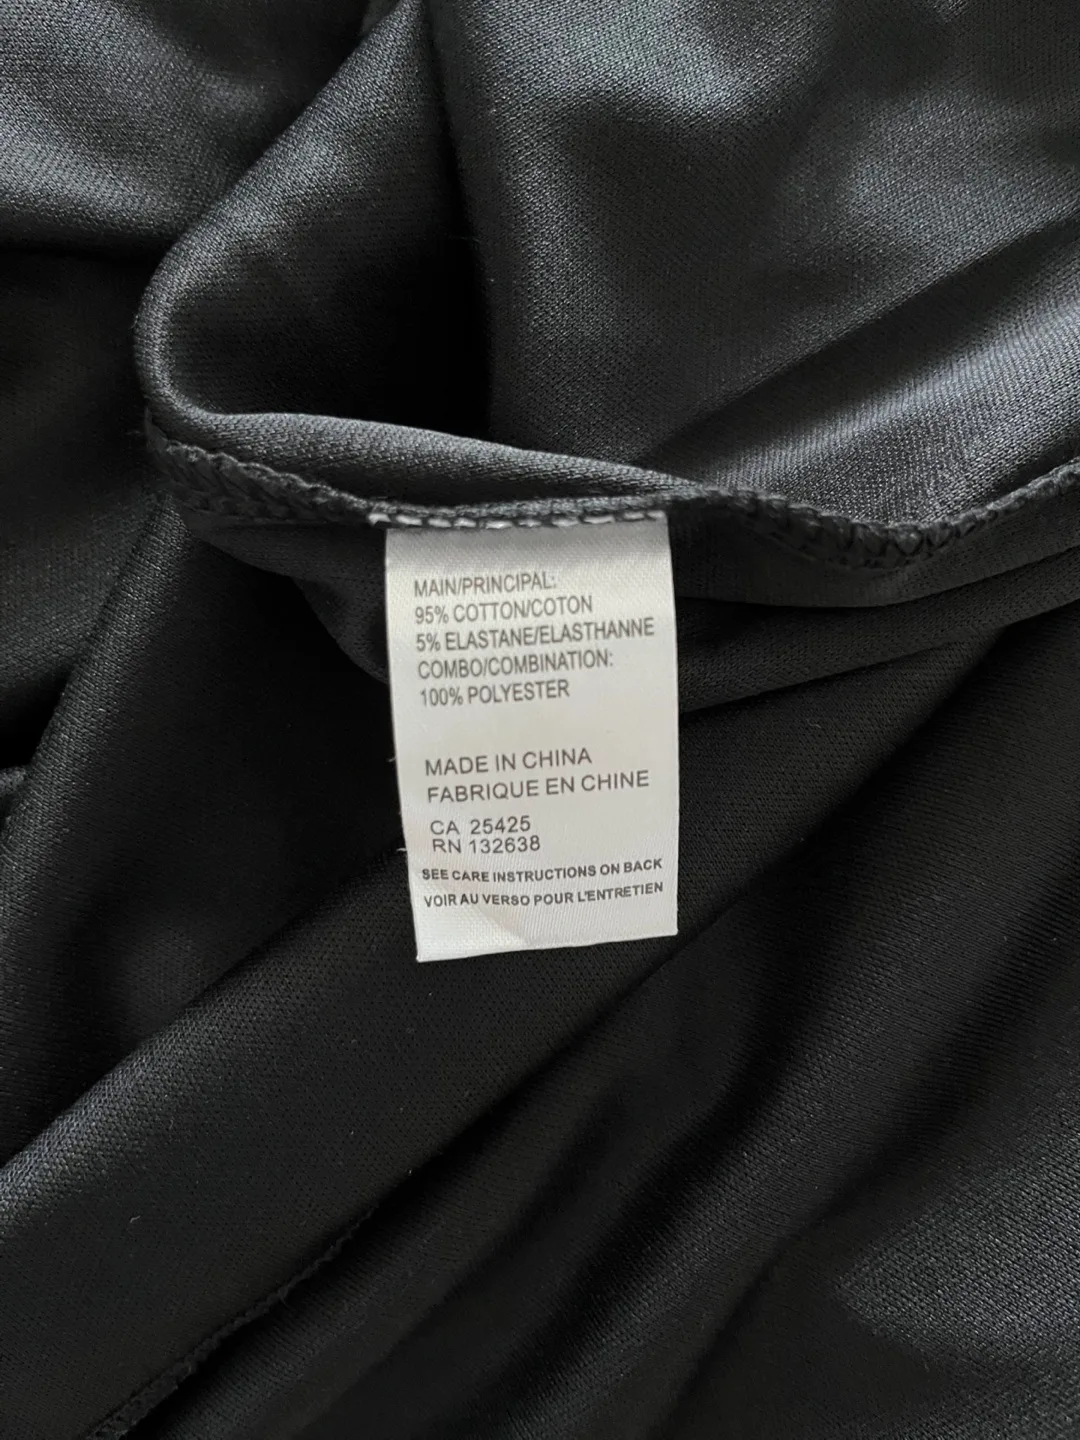 MAIN/PRINCIPAL:
95% COTTON/COTON
5% ELASTANE/ELASTHANNE
COMBO/COMBINATION:
100% POLYESTER
MADE IN CHINA
FABRIQUE EN CHINE
CA 25425
RN 132638
SEE CARE INSTRUCTIONS ON BACK
VOIR AU VERSO POUR L'ENTRETIEN